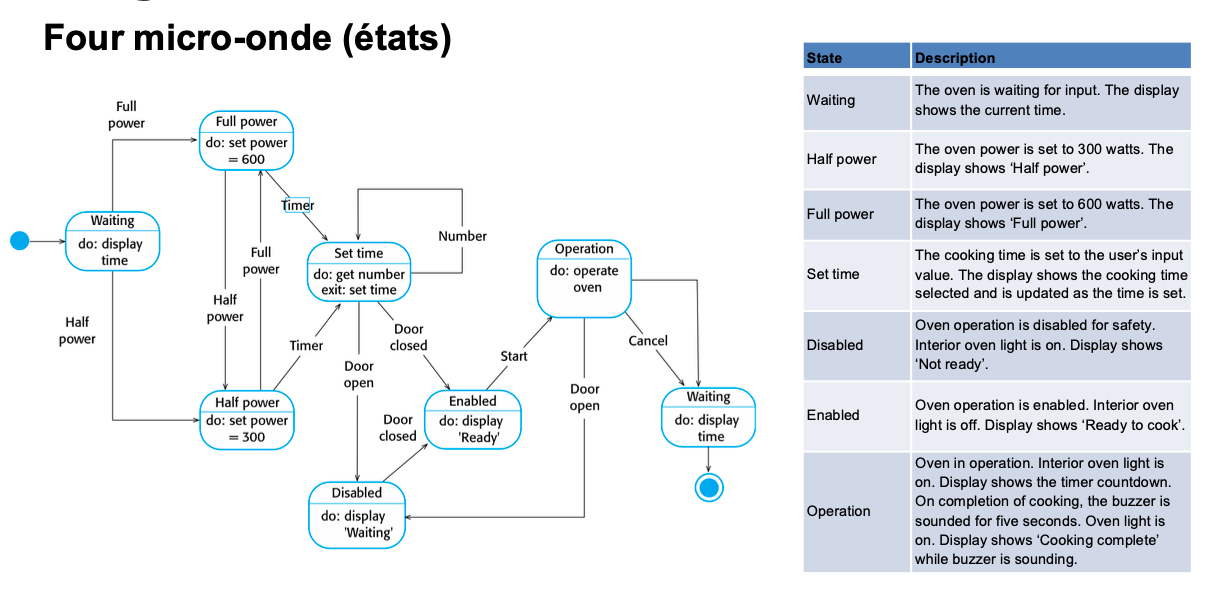 Four micro-onde (états)
Full
power
Full power
do: set power
= 600
Timer
Waiting
do: display
time
Number
Set time
do: get number
exit: set time
Operation
do: operate
oven
Full
power
Half
power
Half
power
Timer
Door
closed
Door
open
Start
Cancel
Door
open
Half power
do: set power
= 300
Door
closed
Enabled
do: display
'Ready'
Waiting
do: display
time
Disabled
do: display
'Waiting'
State Description
Waiting
The oven is waiting for input. The display
shows the current time.
Half power
The oven power is set to 300 watts. The
display shows ‘Half power’.
Full power
The oven power is set to 600 watts. The
display shows ‘Full power’.
Set time
The cooking time is set to the user’s input
value. The display shows the cooking time
selected and is updated as the time is set.
Disabled
Oven operation is disabled for safety.
Interior oven light is on. Display shows
‘Not ready’.
Enabled
Oven operation is enabled. Interior oven
light is off. Display shows ‘Ready to cook’.
Operation
Oven in operation. Interior oven light is
on. Display shows the timer countdown.
On completion of cooking, the buzzer is
sounded for five seconds. Oven light is
on. Display shows ‘Cooking complete’
while buzzer is sounding.